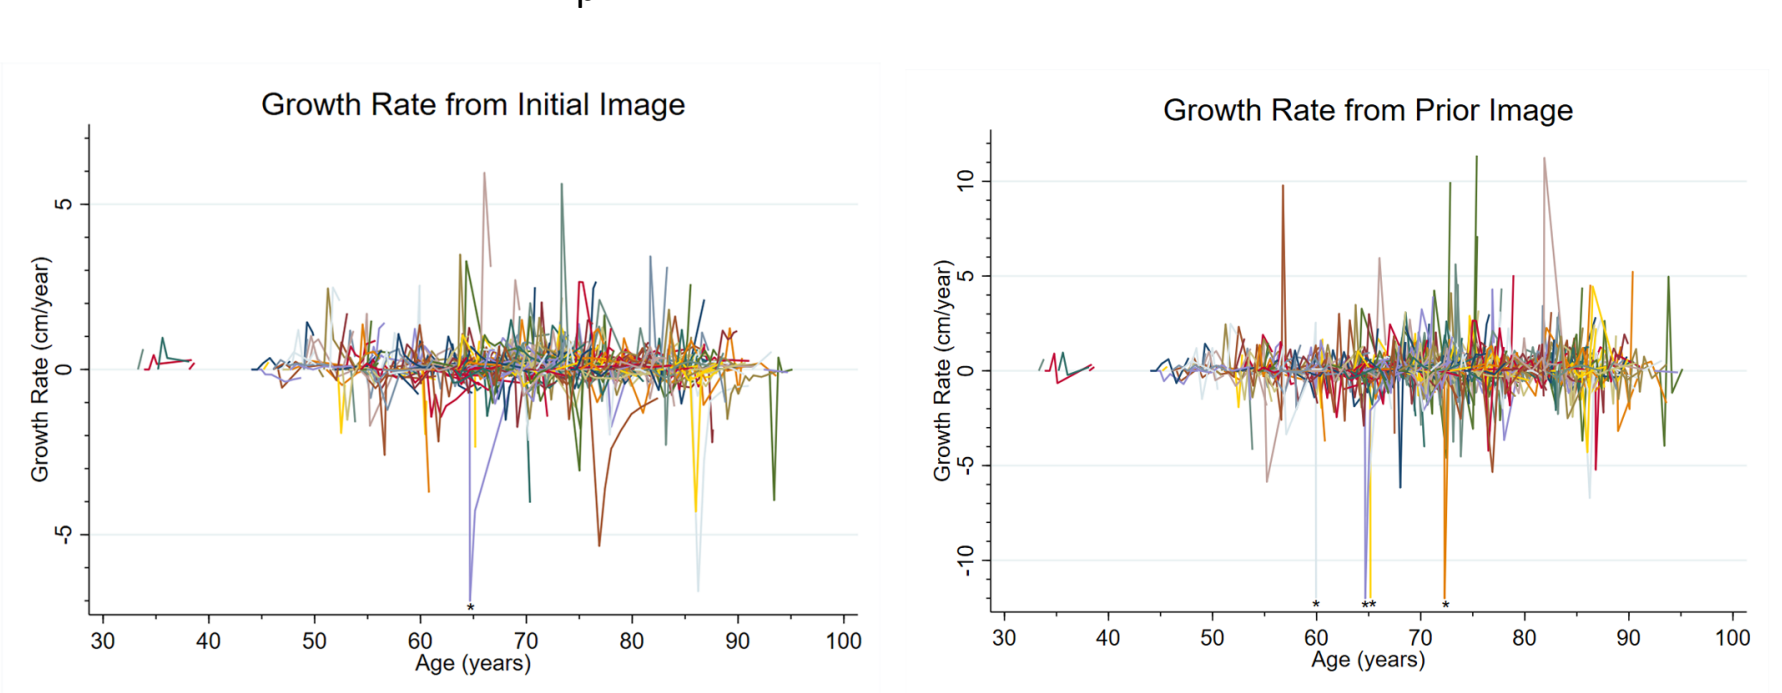 Growth Rate from Initial Image
Growth Rate (cm/year)
5
0
-5
*
30 40 50 60 70 80 90 100
Age (years)
Growth Rate from Prior Image
Growth Rate (cm/year)
10
5
0
-5
-10
* ** *
30 40 50 60 70 80 90 100
Age (years)